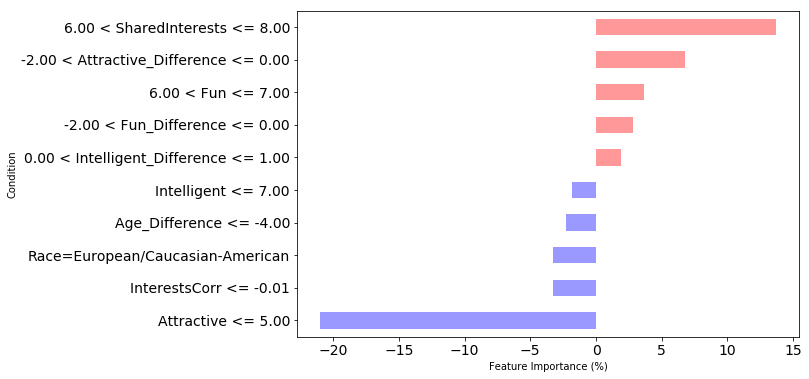 6.00 < SharedInterests <= 8.00
-2.00 < Attractive_Difference <= 0.00
6.00 < Fun <= 7.00
-2.00 < Fun_Difference <= 0.00
0.00 < Intelligent_Difference <= 1.00
Condition
Intelligent <= 7.00
Age_Difference <= -4.00
Race=European/Caucasian-American
InterestsCorr <= -0.01
Attractive <= 5.00
−20 −15 −10 −5 0 5 10 15
Feature Importance (%)